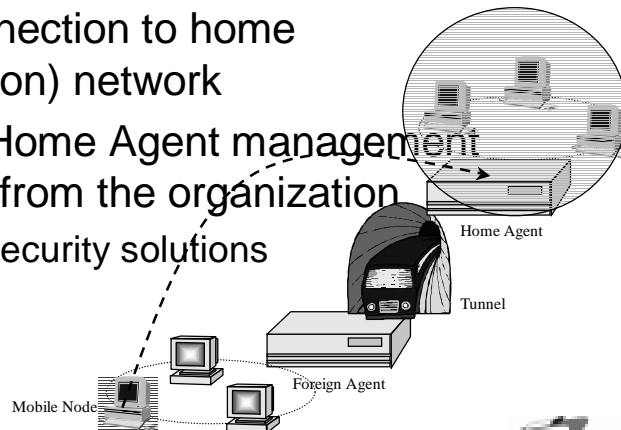 nection to home
on) network
Home Agent management
from the organization
ecurity solutions
Home Agent
Tunnel
Foreign Agent
Mobile Node